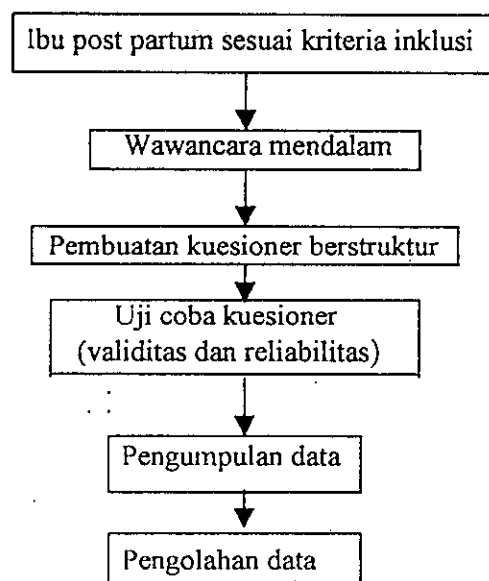 Ibu post partum sesuai kriteria inklusi
Wawancara mendalam
Pembuatan kuesioner berstruktur
Uji coba kuesioner
(validitas dan reliabilitas)
Pengumpulan data
Pengolahan data